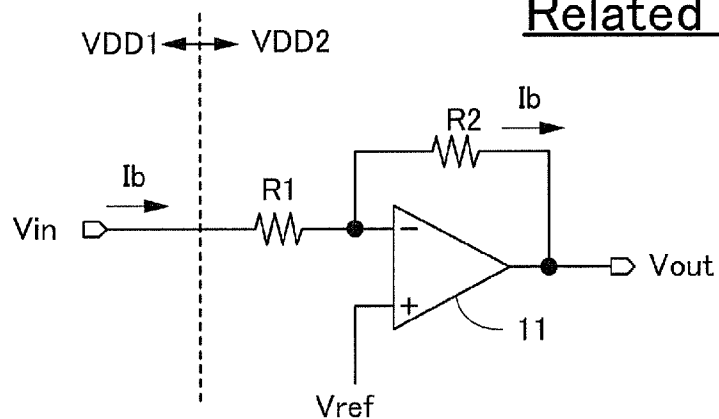 Related
VDD1
VDD2
Ib
R2
Ib
R1
Vin
−
+
Vout
11
Vref